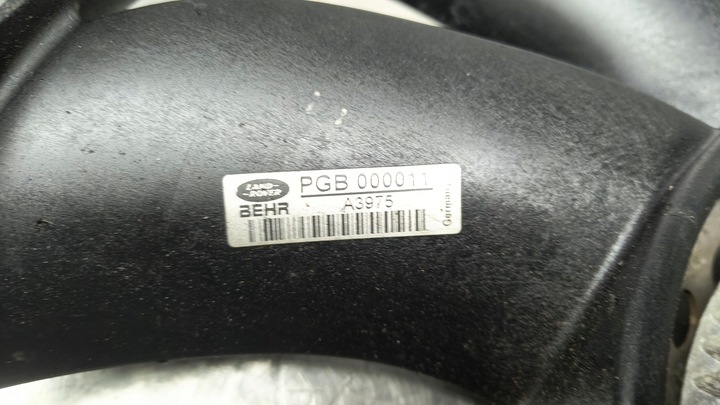 LAND
ROVER
PGB 000011
BEHR
A3975
Germany